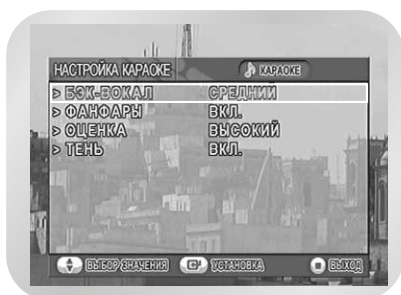 НАСТРОЙКА КАРАОКЕ КАРАОКЕ
> БЭК-ВОКАЛ СРЕДНИЙ
> ФАНФАРЫ ВКЛ.
> ОЦЕНКА ВЫСОКИЙ
> ТЕНЬ ВКЛ.
ВЫБОР ЗНАЧЕНИЯ УСТАНОВКА ВЫХОД